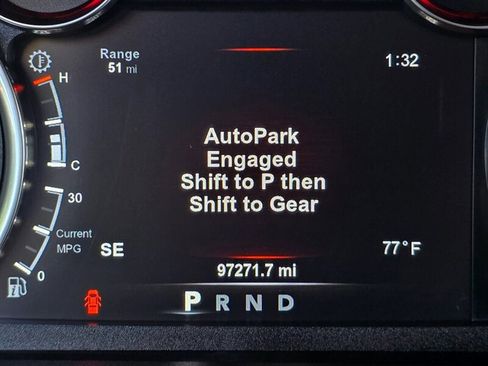 Range
51 mi
1:32
H
C
AutoPark
Engaged
Shift to P then
Shift to Gear
30
Current
MPG
0
SE
77°F
97271.7 mi
P R N D